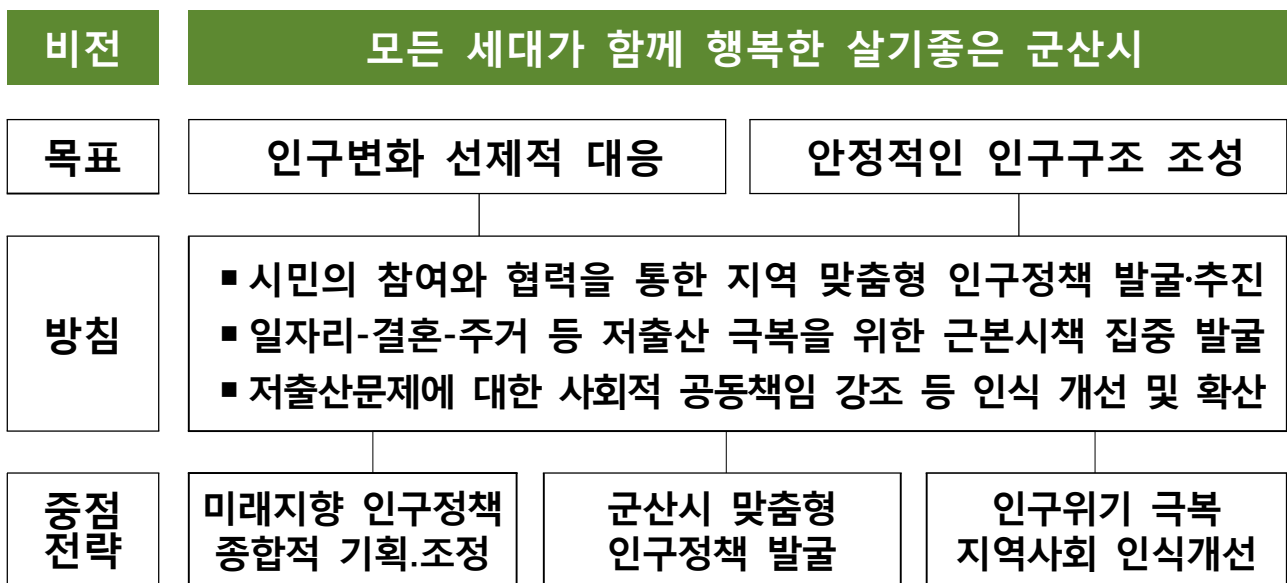 비전
모든 세대가 함께 행복한 살기좋은 군산시
목표
인구변화 선제적 대응
안정적인 인구구조 조성
방침
▪시민의 참여와 협력을 통한 지역 맞춤형 인구정책 발굴·추진
▪일자리-결혼-주거 등 저출산 극복을 위한 근본시책 집중 발굴
▪저출산문제에 대한 사회적 공동책임 강조 등 인식 개선 및 확산
중점
전략
미래지향 인구정책
종합적 기획.조정
군산시 맞춤형
인구정책 발굴
인구위기 극복
지역사회 인식개선